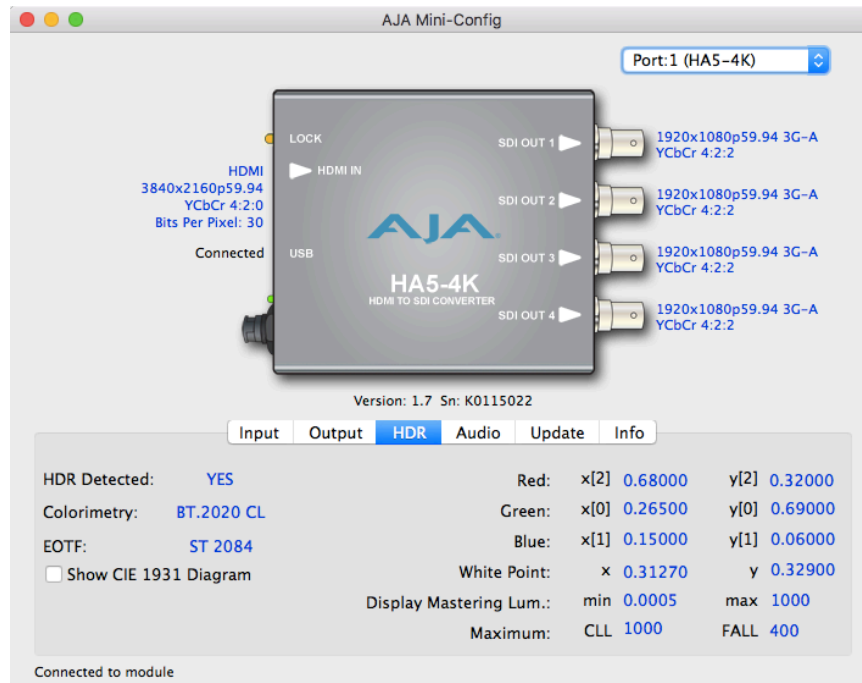 AJA Mini-Config
Port:1 (HA5-4K)
LOCK
HDMI IN
USB
HDMI
3840x2160p59.94
YCbCr 4:2:0
Bits Per Pixel: 30
Connected
AJA
HA5-4K
HDMI TO SDI CONVERTER
SDI OUT 1
1920x1080p59.94 3G-A
YCbCr 4:2:2
SDI OUT 2
1920x1080p59.94 3G-A
YCbCr 4:2:2
SDI OUT 3
1920x1080p59.94 3G-A
YCbCr 4:2:2
SDI OUT 4
1920x1080p59.94 3G-A
YCbCr 4:2:2
Version: 1.7 Sn: K0115022
Input Output HDR Audio Update Info
HDR Detected: YES
Colorimetry: BT.2020 CL
EOTF: ST 2084
Show CIE 1931 Diagram
Red: x[2] 0.68000 y[2] 0.32000
Green: x[0] 0.26500 y[0] 0.69000
Blue: x[1] 0.15000 y[1] 0.06000
White Point: x 0.31270 y 0.32900
Display Mastering Lum.: min 0.0005 max 1000
Maximum: CLL 1000 FALL 400
Connected to module